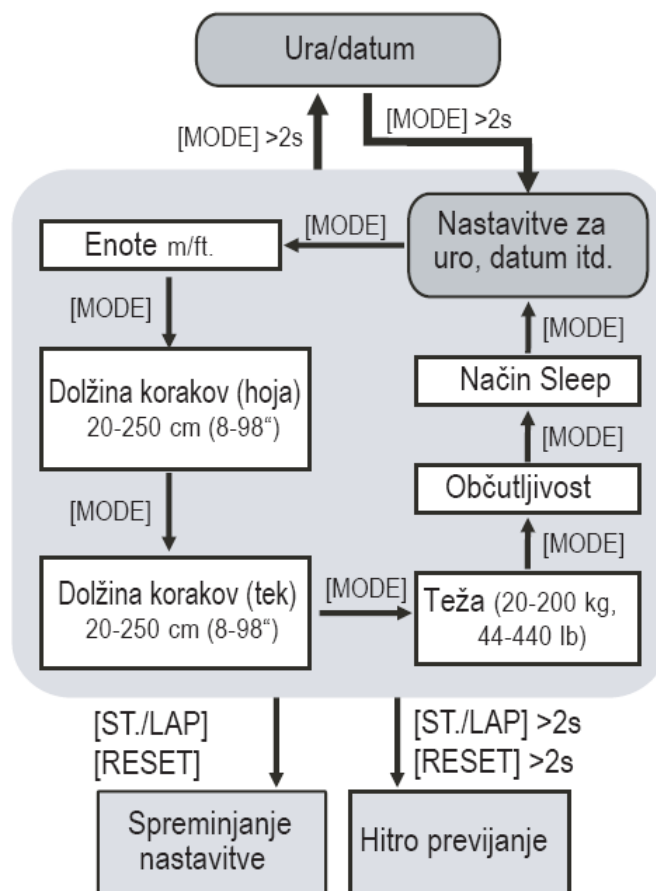 Ura/datum
[MODE] >2s
[MODE] >2s
Nastavitve za
uro, datum itd.
[MODE]
Enote m/ft.
[MODE]
Dolžina korakov (hoja)
20-250 cm (8-98“)
[MODE]
Dolžina korakov (tek)
20-250 cm (8-98“)
[MODE]
Teža (20-200 kg,
44-440 lb)
[MODE]
Občutljivost
[MODE]
Način Sleep
[MODE]
[ST./LAP]
[RESET]
[ST./LAP] >2s
[RESET] >2s
Spreminjanje
nastavitve
Hitro previjanje